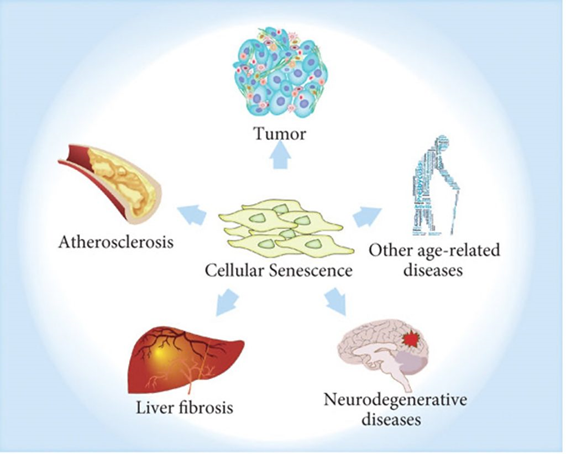 Tumor
Atherosclerosis
Cellular Senescence
Other age-related
diseases
Liver fibrosis
Neurodegenerative
diseases